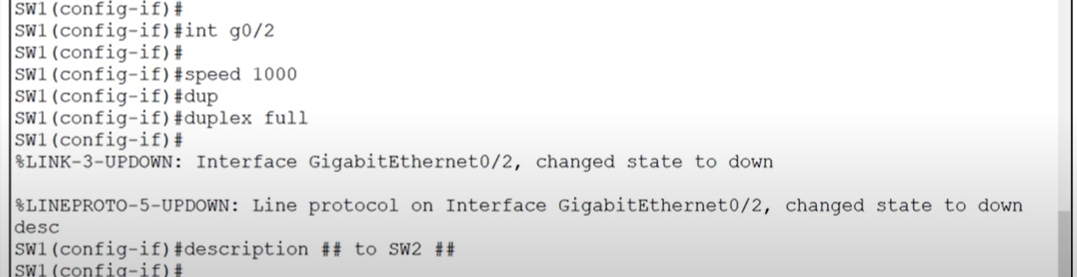 SW1(config-if)#
SW1(config-if)#int g0/2
SW1(config-if)#
SW1(config-if)#speed 1000
SW1(config-if)#dup
SW1(config-if)#duplex full
SW1(config-if)#
%LINK-3-UPDOWN: Interface GigabitEthernet0/2, changed state to down
%LINEPROTO-5-UPDOWN: Line protocol on Interface GigabitEthernet0/2, changed state to down
desc
SW1(config-if)#description ## to SW2 ##
SW1(config-if)#